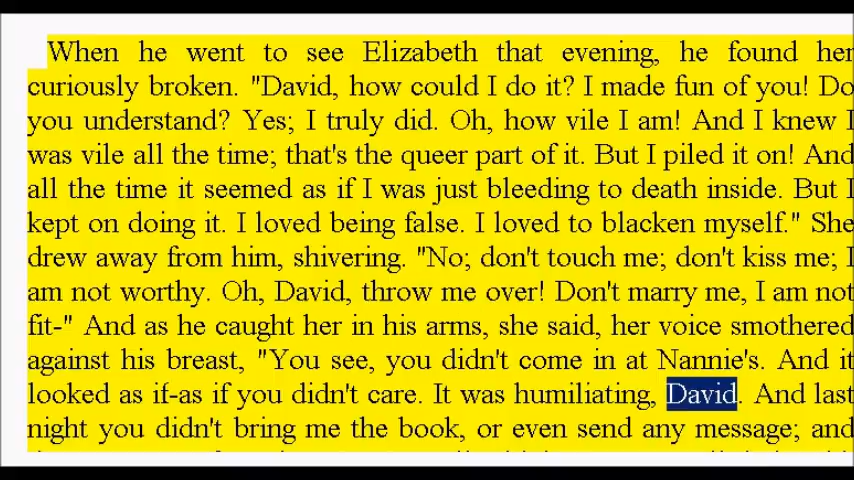 When he went to see Elizabeth that evening, he found her
curiously broken. "David, how could I do it? I made fun of you! Do
you understand? Yes; I truly did. Oh, how vile I am! And I knew I
was vile all the time; that's the queer part of it. But I piled it on! And
all the time it seemed as if I was just bleeding to death inside. But I
kept on doing it. I loved being false. I loved to blacken myself." She
drew away from him, shivering. "No; don't touch me; don't kiss me; I
am not worthy. Oh, David, throw me over! Don't marry me, I am not
fit-" And as he caught her in his arms, she said, her voice smothered
against his breast, "You see, you didn't come in at Nannie's. And it
looked as if-as if you didn't care. It was humiliating, David. And last
night you didn't bring me the book, or even send any message; and